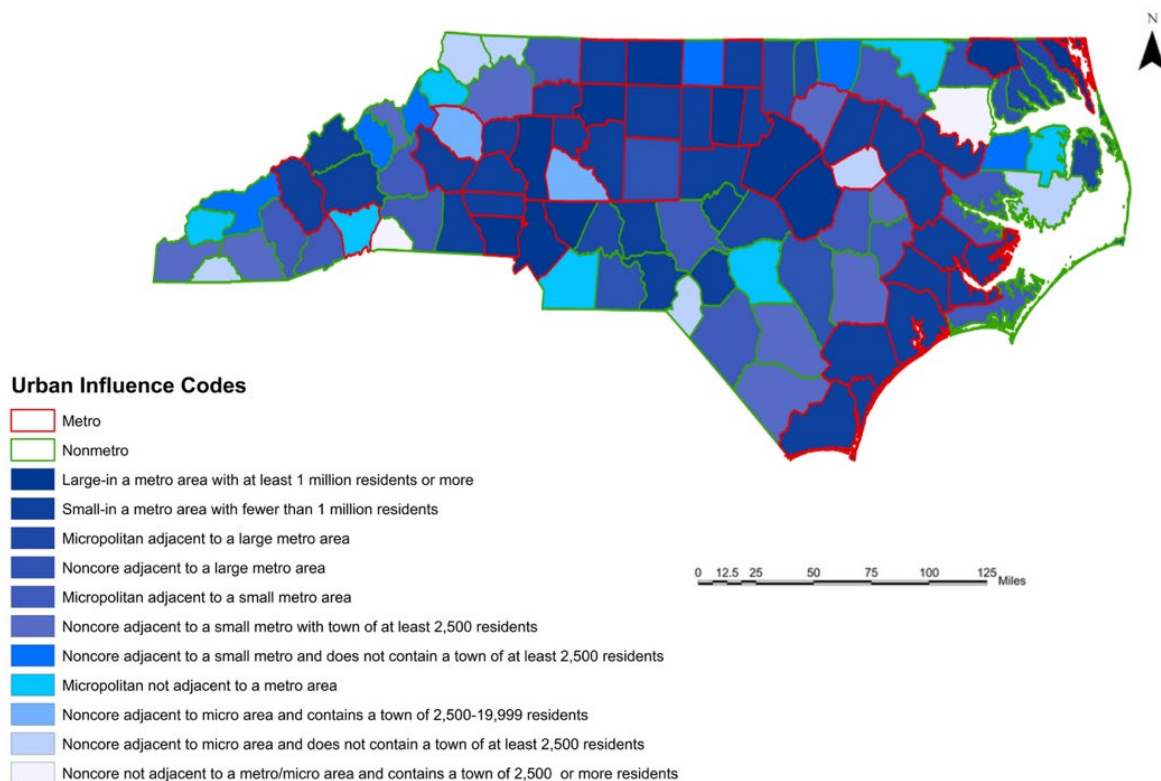 N
Urban Influence Codes
Metro
Nonmetro
Large-in a metro area with at least 1 million residents or more
Small-in a metro area with fewer than 1 million residents
Micropolitan adjacent to a large metro area
Noncore adjacent to a large metro area
Micropolitan adjacent to a small metro area
Noncore adjacent to a small metro with town of at least 2,500 residents
Noncore adjacent to a small metro and does not contain a town of at least 2,500 residents
Micropolitan not adjacent to a metro area
Noncore adjacent to micro area and contains a town of 2,500-19,999 residents
Noncore adjacent to micro area and does not contain a town of at least 2,500 residents
Noncore not adjacent to a metro/micro area and contains a town of 2,500 or more residents
0 12.5 25 50 75 100 125
Miles